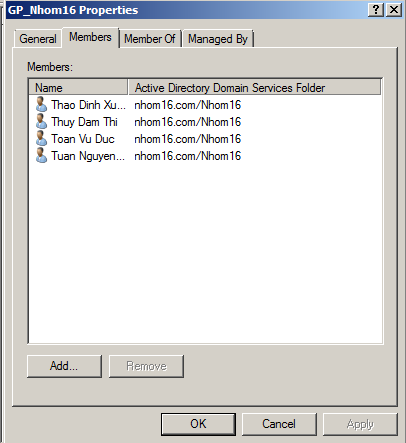 GP_Nhom16 Properties
General Members Member Of Managed By
Members:
Name Active Directory Domain Services Folder
Thao Dinh Xu... nhom16.com/Nhom16
Thuy Dam Thi nhom16.com/Nhom16
Toan Vu Duc nhom16.com/Nhom16
Tuan Nguyen... nhom16.com/Nhom16
Add... Remove
OK Cancel Apply